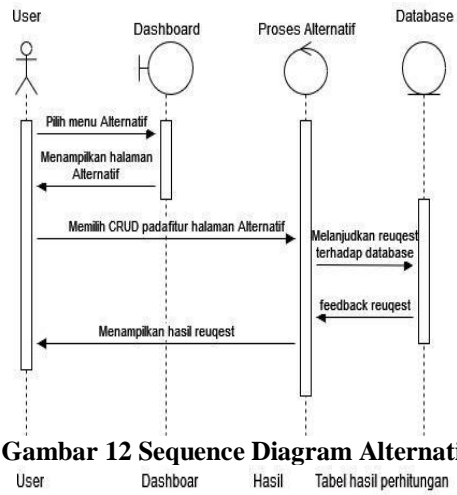 User
Dashboard
Proses Alternatif
Database
Pilih menu Alternatif
Menampilkan halaman
Alternatif
Memilih CRUD padafitur halaman Alternatif
Melanjudkan reuqest
terhadap database
feedback reuqest
Menampilkan hasil reuqest
Gambar 12 Sequence Diagram Alternati
User
Dashboar
Hasil
Tabel hasil perhitungan